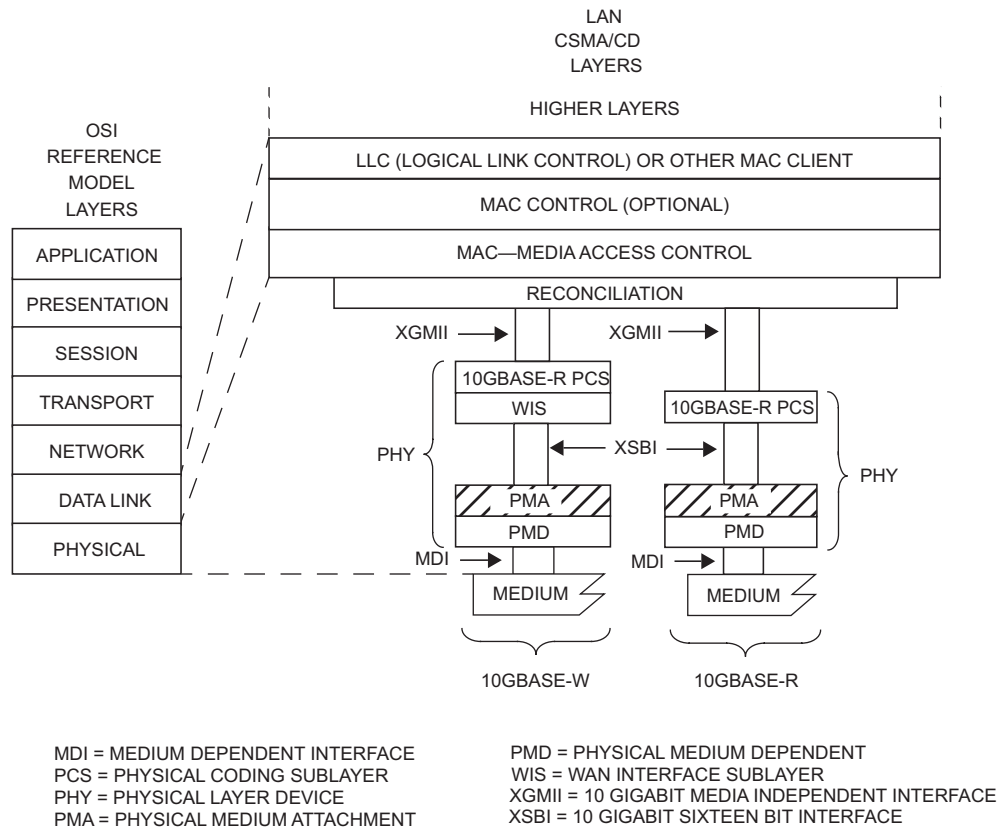 LAN
CSMA/CD
LAYERS
HIGHER LAYERS
OSI
REFERENCE
MODEL
LAYERS
LLC (LOGICAL LINK CONTROL) OR OTHER MAC CLIENT
MAC CONTROL (OPTIONAL)
MAC—MEDIA ACCESS CONTROL
RECONCILIATION
APPLICATION
PRESENTATION
SESSION
TRANSPORT
NETWORK
DATA LINK
PHYSICAL
XGMII
XGMII
10GBASE-R PCS
WIS
10GBASE-R PCS
PHY
XSBI
PHY
PMA
PMA
PMD
PMD
MDI
MDI
MEDIUM
MEDIUM
10GBASE-W
10GBASE-R
MDI = MEDIUM DEPENDENT INTERFACE
PCS = PHYSICAL CODING SUBLAYER
PHY = PHYSICAL LAYER DEVICE
PMA = PHYSICAL MEDIUM ATTACHMENT
PMD = PHYSICAL MEDIUM DEPENDENT
WIS = WAN INTERFACE SUBLAYER
XGMII = 10 GIGABIT MEDIA INDEPENDENT INTERFACE
XSBI = 10 GIGABIT SIXTEEN BIT INTERFACE